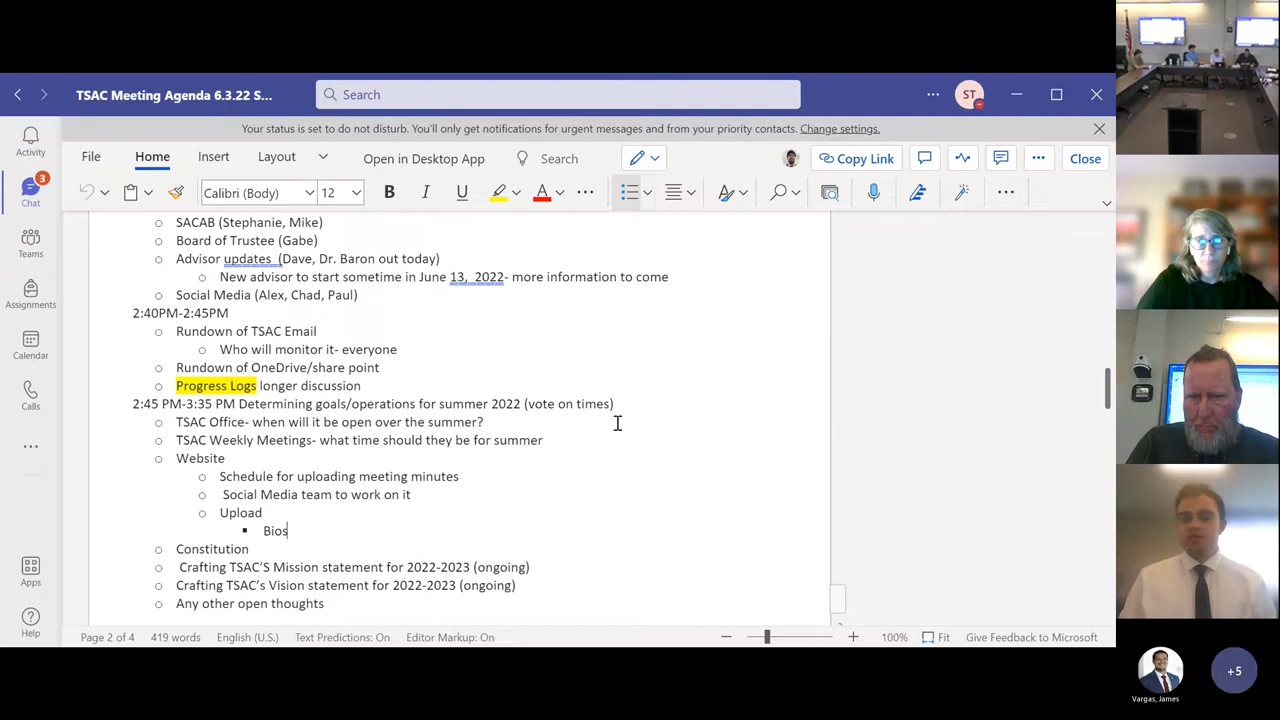 TSAC Meeting Agenda 6.3.22 S...
Search
ST
Your status is set to do not disturb. You'll only get notifications for urgent messages and from your priority contacts. Change settings.
Activity
File Home Insert Layout Open in Desktop App Search Copy Link Close
3
Chat
Calibri (Body) 12 B I U A
Teams
Assignments
Calendar
Calls
Apps
Help
SACAB (Stephanie, Mike)
Board of Trustee (Gabe)
Advisor updates (Dave, Dr. Baron out today)
New advisor to start sometime in June 13, 2022- more information to come
Social Media (Alex, Chad, Paul)
2:40PM-2:45PM
Rundown of TSAC Email
Who will monitor it- everyone
Rundown of OneDrive/share point
Progress Logs longer discussion
2:45 PM-3:35 PM Determining goals/operations for summer 2022 (vote on times)
TSAC Office- when will it be open over the summer?
TSAC Weekly Meetings- what time should they be for summer
Website
Schedule for uploading meeting minutes
Social Media team to work on it
Upload
Bios
Constitution
Crafting TSAC'S Mission statement for 2022-2023 (ongoing)
Crafting TSAC's Vision statement for 2022-2023 (ongoing)
Any other open thoughts
Page 2 of 4 419 words English (U.S.) Text Predictions: On Editor Markup: On 100% Fit Give Feedback to Microsoft
+5
Vargas, James